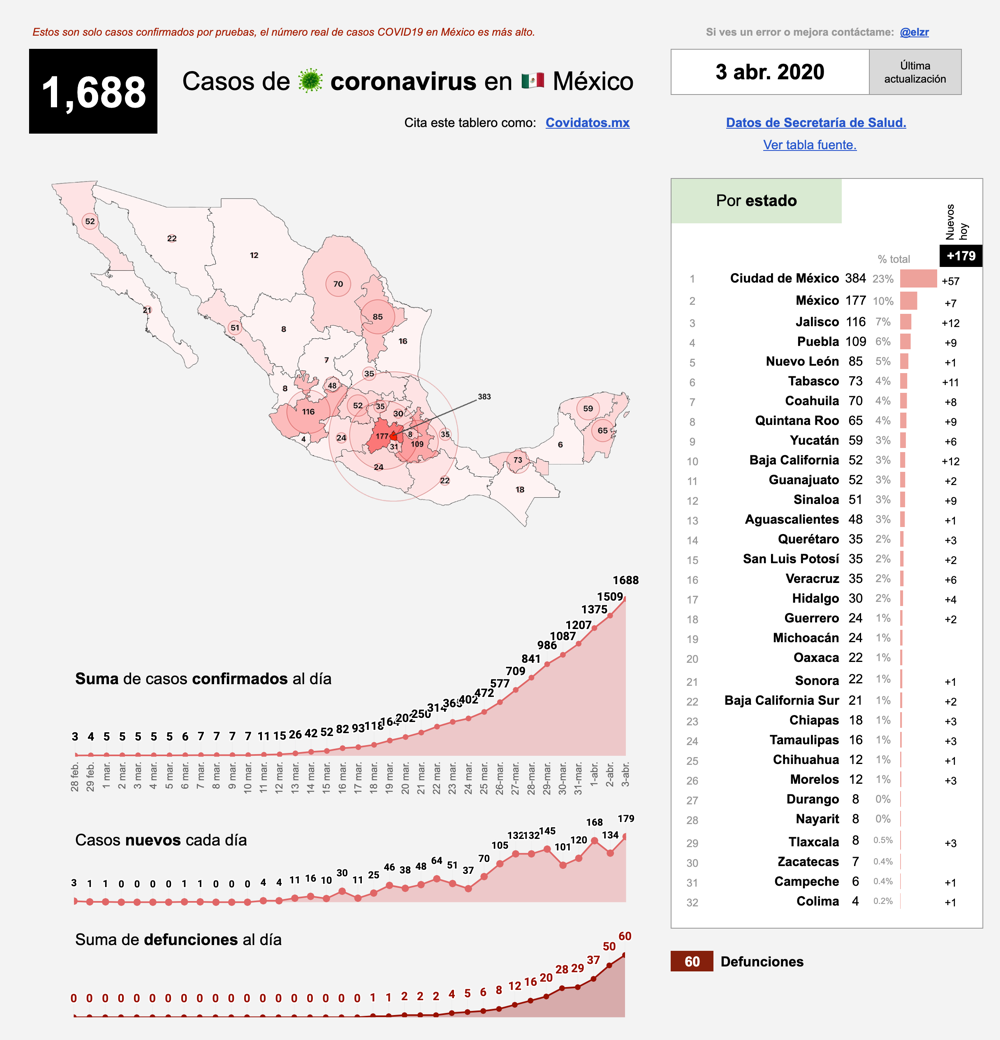 Estos son solo casos confirmados por pruebas, el número real de casos COVID19 en México es más alto.
Si ves un error o mejora contáctame: @elzr
1,688
Casos de coronavirus en México
3 abr. 2020
Última actualización
Cita este tablero como: Covidatos.mx
Datos de Secretaría de Salud.
Ver tabla fuente.
52
22
12
70
21
51
8
85
16
7
8
48
35
116
52
35
30
383
4
24
177
8
31
109
35
24
22
73
18
6
59
65
Por estado
Nuevos hoy
% total
+179
1 Ciudad de México 384 23% +57
2 México 177 10% +7
3 Jalisco 116 7% +12
4 Puebla 109 6% +9
5 Nuevo León 85 5% +1
6 Tabasco 73 4% +11
7 Coahuila 70 4% +8
8 Quintana Roo 65 4% +9
9 Yucatán 59 3% +6
10 Baja California 52 3% +12
11 Guanajuato 52 3% +2
12 Sinaloa 51 3% +9
13 Aguascalientes 48 3% +1
14 Querétaro 35 2% +3
15 San Luis Potosí 35 2% +2
16 Veracruz 35 2% +6
17 Hidalgo 30 2% +4
18 Guerrero 24 1% +2
19 Michoacán 24 1%
20 Oaxaca 22 1%
21 Sonora 22 1% +1
22 Baja California Sur 21 1% +2
23 Chiapas 18 1% +3
24 Tamaulipas 16 1% +3
25 Chihuahua 12 1% +1
26 Morelos 12 1% +3
27 Durango 8 0%
28 Nayarit 8 0%
29 Tlaxcala 8 0.5% +3
30 Zacatecas 7 0.4%
31 Campeche 6 0.4% +1
32 Colima 4 0.2% +1
60 Defunciones
Suma de casos confirmados al día
3 4 5 5 5 5 5 6 7 7 7 7 11 15 26 42 52 82 93 118 164 202 250 314 365 402 472 577 709 841 986 1087 1207 1375 1509 1688
28 feb. 29 feb. 1 mar. 2 mar. 3 mar. 4 mar. 5 mar. 6 mar. 7 mar. 8 mar. 9 mar. 10 mar. 11 mar. 12 mar. 13 mar. 14 mar. 15 mar. 16 mar. 17 mar. 18 mar. 19 mar. 20 mar. 21 mar. 22 mar. 23 mar. 24 mar. 25 mar. 26-mar. 27-mar. 28-mar. 29-mar. 30-mar. 31-mar. 1-abr. 2-abr. 3-abr.
Casos nuevos cada día
3 1 1 0 0 0 0 1 1 0 0 0 4 4 11 16 10 30 11 25 46 38 48 64 51 37 70 105 132 132 145 101 120 168 134 179
Suma de defunciones al día
0 0 0 0 0 0 0 0 0 0 0 0 0 0 0 0 0 0 0 1 1 2 2 2 4 5 6 8 12 16 20 28 29 37 50 60